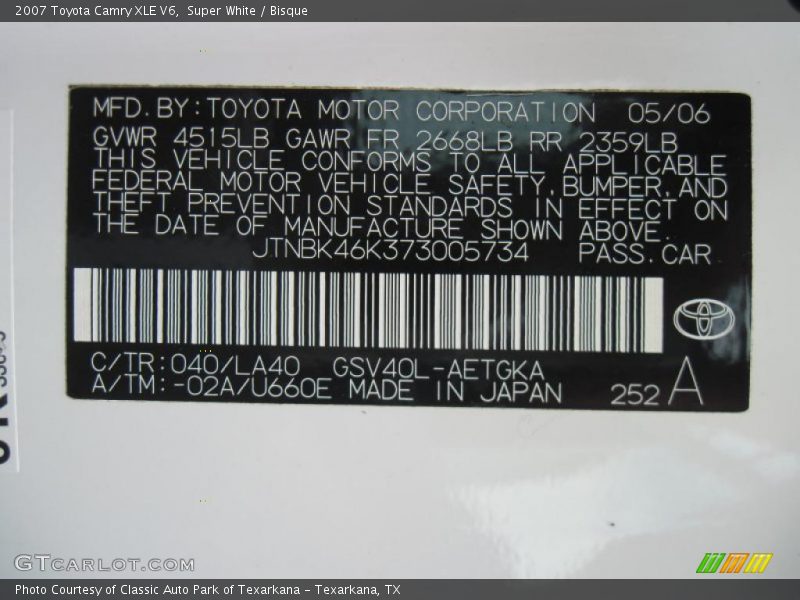 2007 Toyota Camry XLE V6, Super White / Bisque
MFD.BY:TOYOTA MOTOR CORPORATION 05/06
GVWR 4515LB GAWR FR 2668LB RR 2359LB
THIS VEHICLE CONFORMS TO ALL APPLICABLE
FEDERAL MOTOR VEHICLE SAFETY,BUMPER,AND
THEFT PREVENTION STANDARDS IN EFFECT ON
THE DATE OF MANUFACTURE SHOWN ABOVE.
JTNBK46K373005734 PASS.CAR
C/TR:040/LA40 GSV40L-AETGKA
A/TM:-02A/U660E MADE IN JAPAN 252 A
GTCARLOT.COM
Photo Courtesy of Classic Auto Park of Texarkana - Texarkana, TX